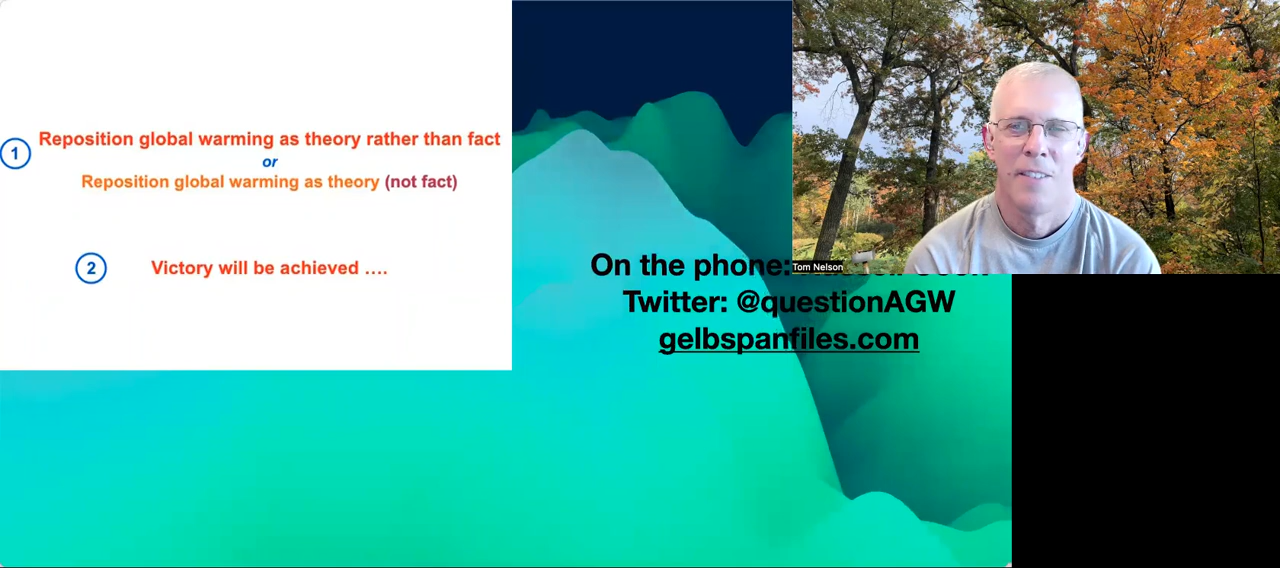 1
Reposition global warming as theory rather than fact
or
Reposition global warming as theory (not fact)
2
Victory will be achieved ....
On the phone:
Twitter: @questionAGW
gelbspanfiles.com
Tom Nelson